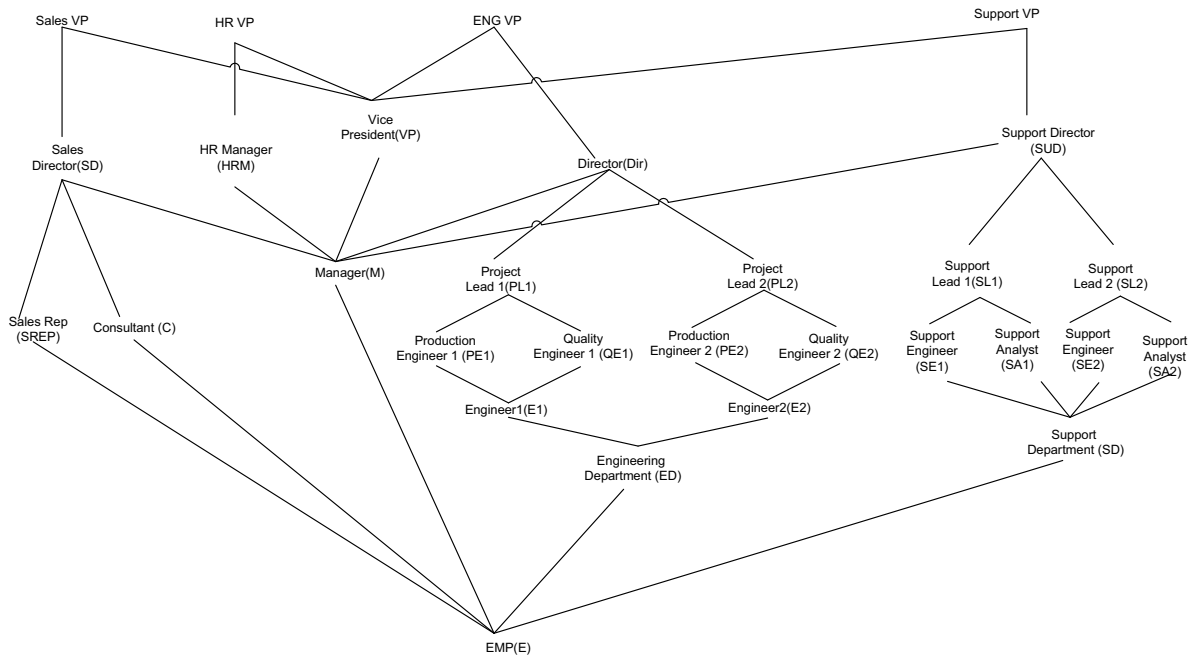 Sales VP
HR VP
ENG VP
Support VP
Vice
President(VP)
Sales
Director(SD)
HR Manager
(HRM)
Director(Dir)
Support Director
(SUD)
Manager(M)
Project
Lead 1(PL1)
Project
Lead 2(PL2)
Support
Lead 1(SL1)
Support
Lead 2 (SL2)
Sales Rep
(SREP)
Consultant (C)
Production
Engineer 1 (PE1)
Quality
Engineer 1 (QE1)
Production
Engineer 2 (PE2)
Quality
Engineer 2 (QE2)
Support
Engineer
(SE1)
Support
Analyst
(SA1)
Support
Engineer
(SE2)
Support
Analyst
(SA2)
Engineer1(E1)
Engineer2(E2)
Engineering
Department (ED)
Support
Department (SD)
EMP(E)